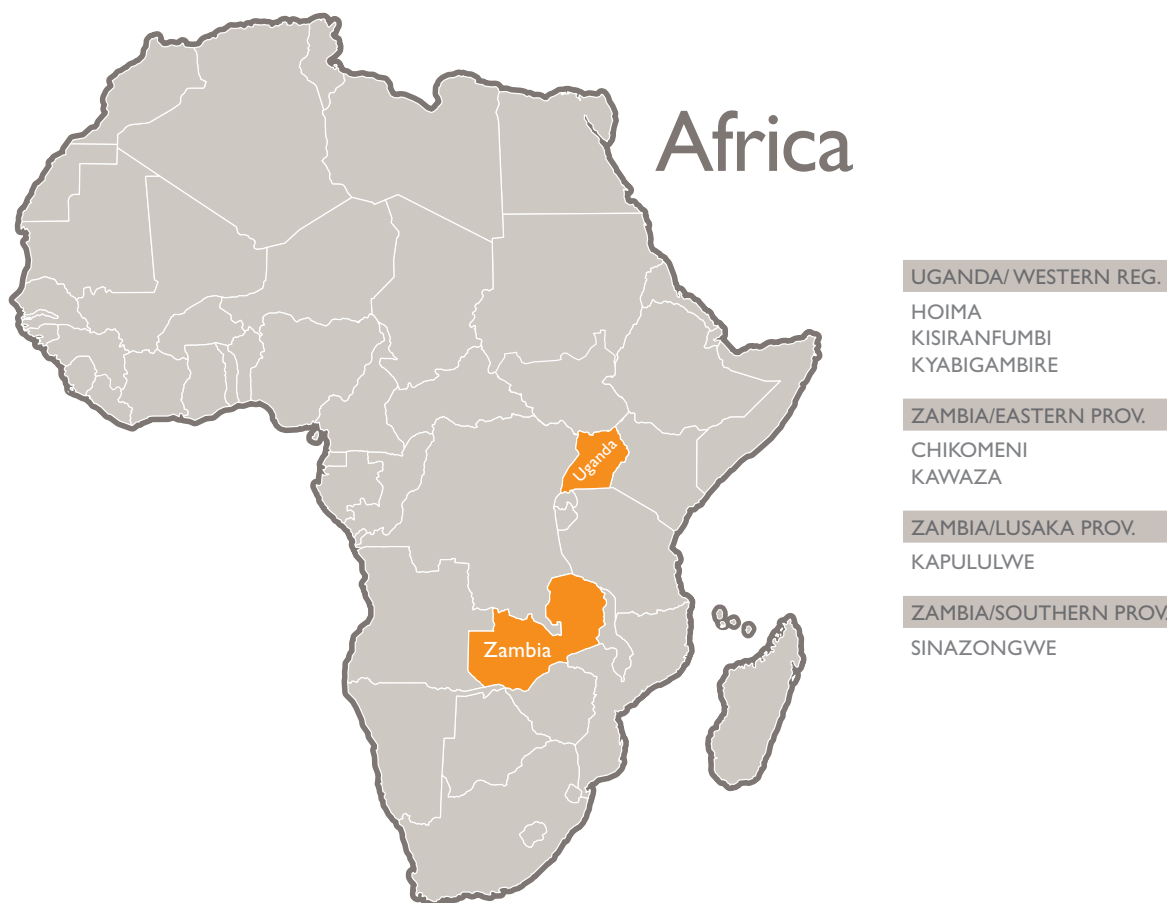 Africa
UGANDA/ WESTERN REG.
HOIMA
KISIRANFUMBI
KYABIGAMBIRE
ZAMBIA/EASTERN PROV.
CHIKOMENI
KAWAZA
ZAMBIA/LUSAKA PROV.
KAPULULWE
ZAMBIA/SOUTHERN PROV.
SINAZONGWE
Uganda
Zambia